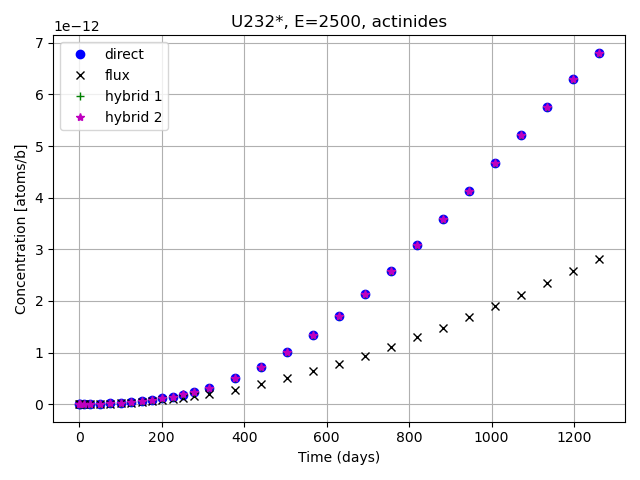 U232*, E=2500, actinides
1e−12
direct
flux
hybrid 1
hybrid 2
7
6
5
4
3
2
1
0
Concentration [atoms/b]
0 200 400 600 800 1000 1200
Time (days)